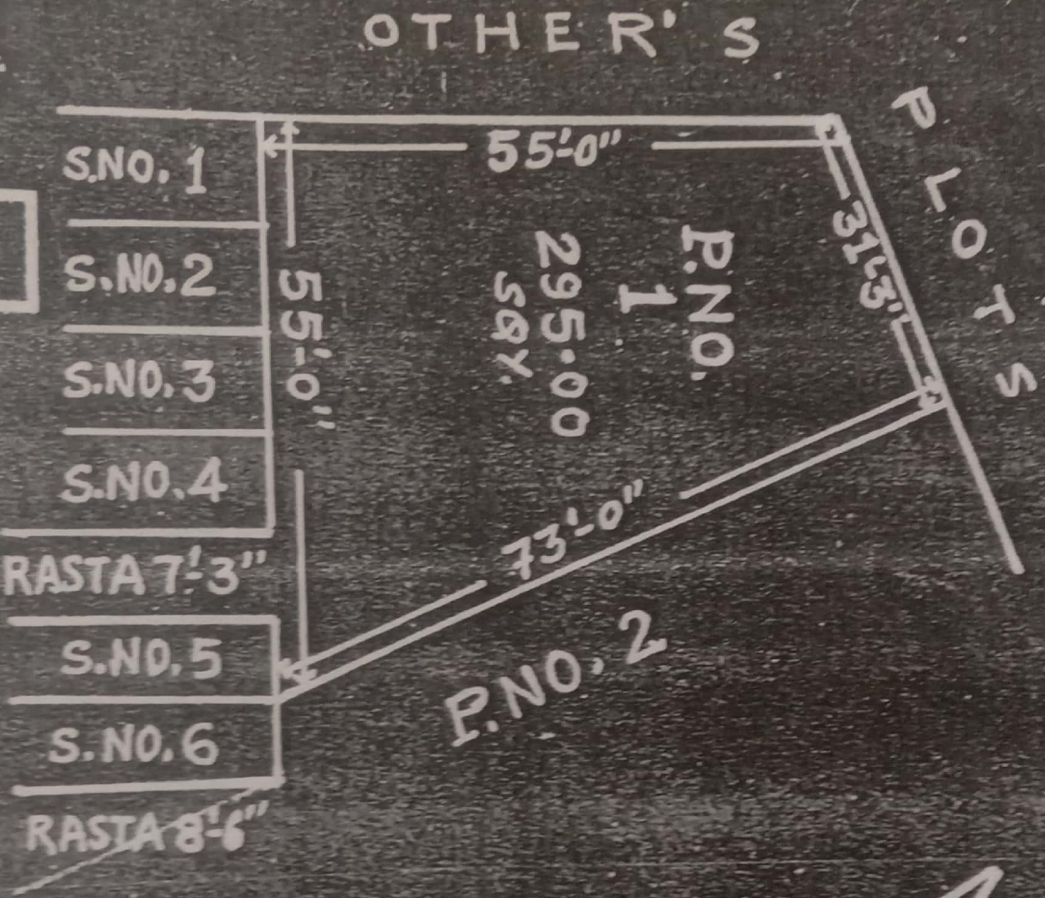 OTHER'S
PLOTS
S.NO. 1
S.NO. 2
S.NO. 3
S.NO. 4
RASTA 7'-3"
S.NO. 5
S.NO. 6
RASTA 8'-6"
55'-0"
55'-0"
31'-3"
73'-0"
P.NO.
1
295.00
SQY.
P.NO. 2